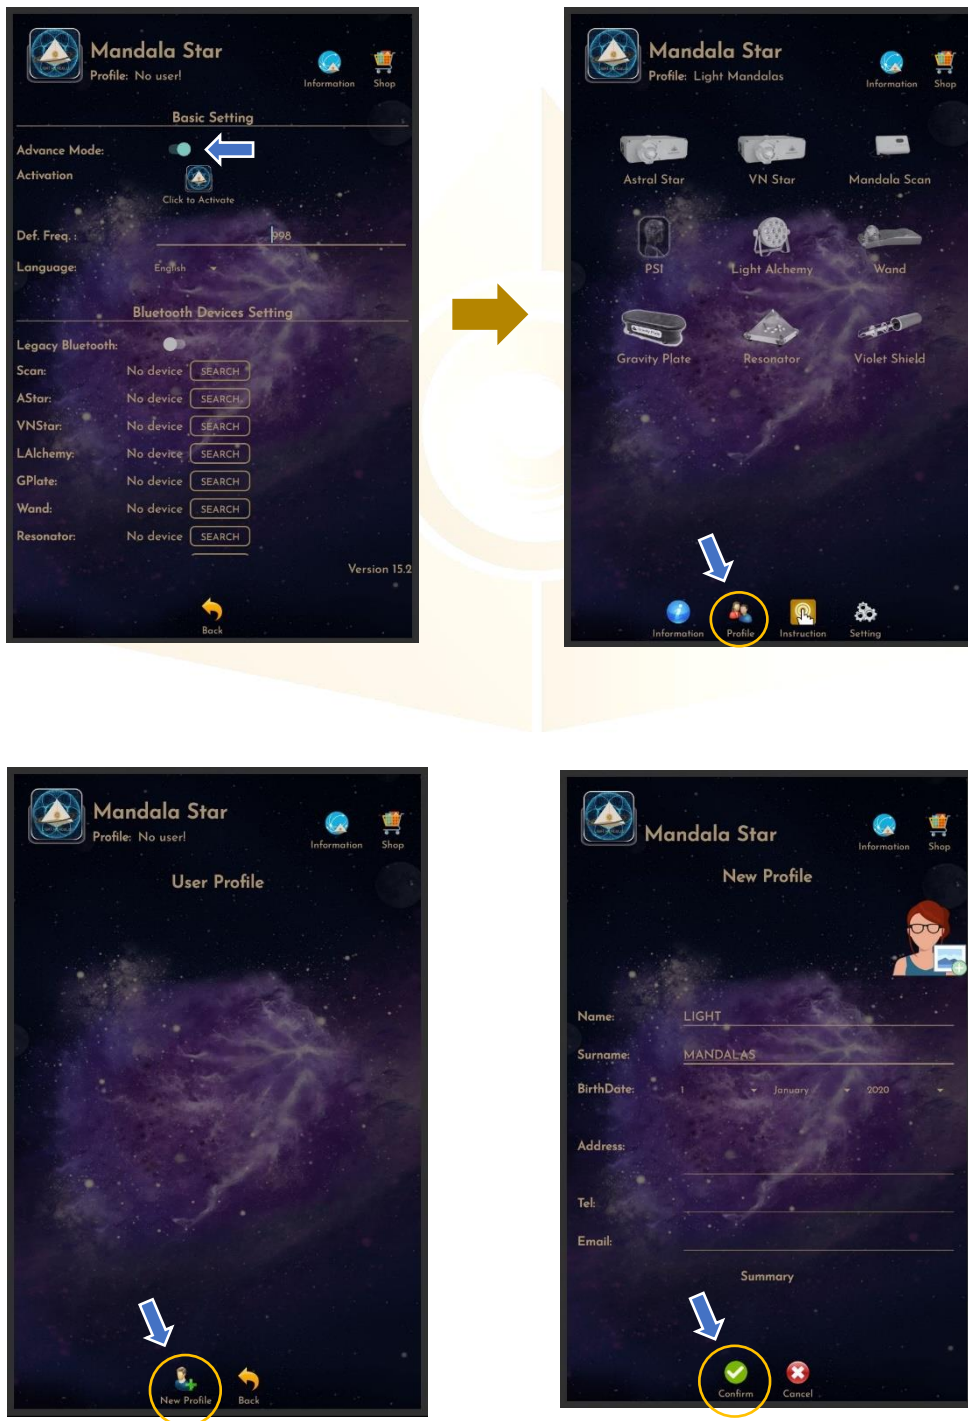 Mandala Star
Profile: No user!
Information
Shop
Basic Setting
Advance Mode:
Activation
Click to Activate
Def. Freq. : 998
Language: English
Bluetooth Devices Setting
Legacy Bluetooth:
Scan: No device SEARCH
AStar: No device SEARCH
VNStar: No device SEARCH
LAlchemy: No device SEARCH
GPlate: No device SEARCH
Wand: No device SEARCH
Resonator: No device SEARCH
Version 15.2
Back
Mandala Star
Profile: Light Mandalas
Information
Shop
Astral Star VN Star Mandala Scan
PSI Light Alchemy Wand
Gravity Plate Resonator Violet Shield
Information Profile Instruction Setting
Mandala Star
Profile: No user!
Information
Shop
User Profile
New Profile Back
Mandala Star
Information
Shop
New Profile
Name: LIGHT
Surname: MANDALAS
BirthDate: 1 January 2020
Address:
Tel:
Email:
Summary
Confirm Cancel